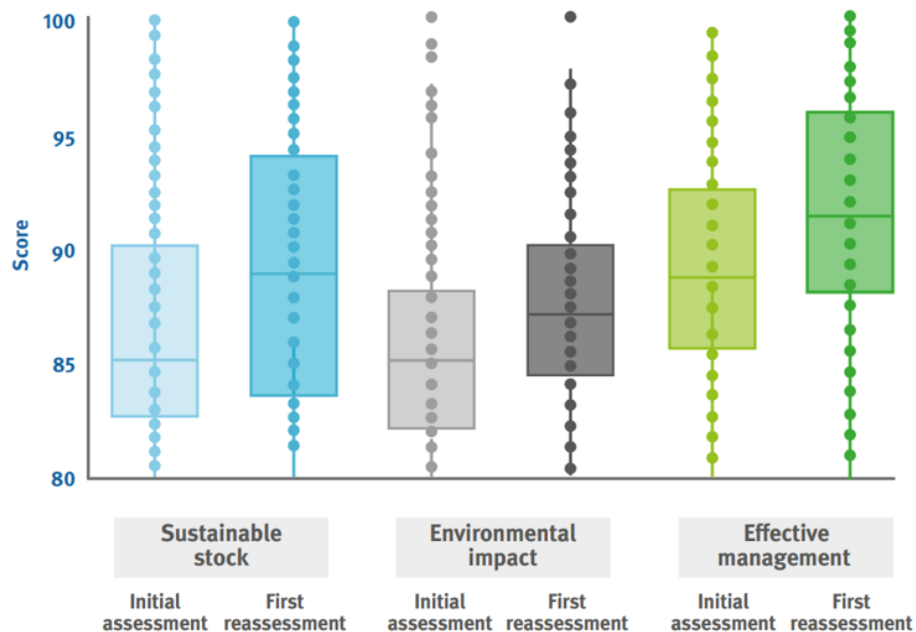 100
95
90
85
80
Score
Sustainable
stock
Environmental
impact
Effective
management
Initial
assessment
First
reassessment
Initial
assessment
First
reassessment
Initial
assessment
First
reassessment